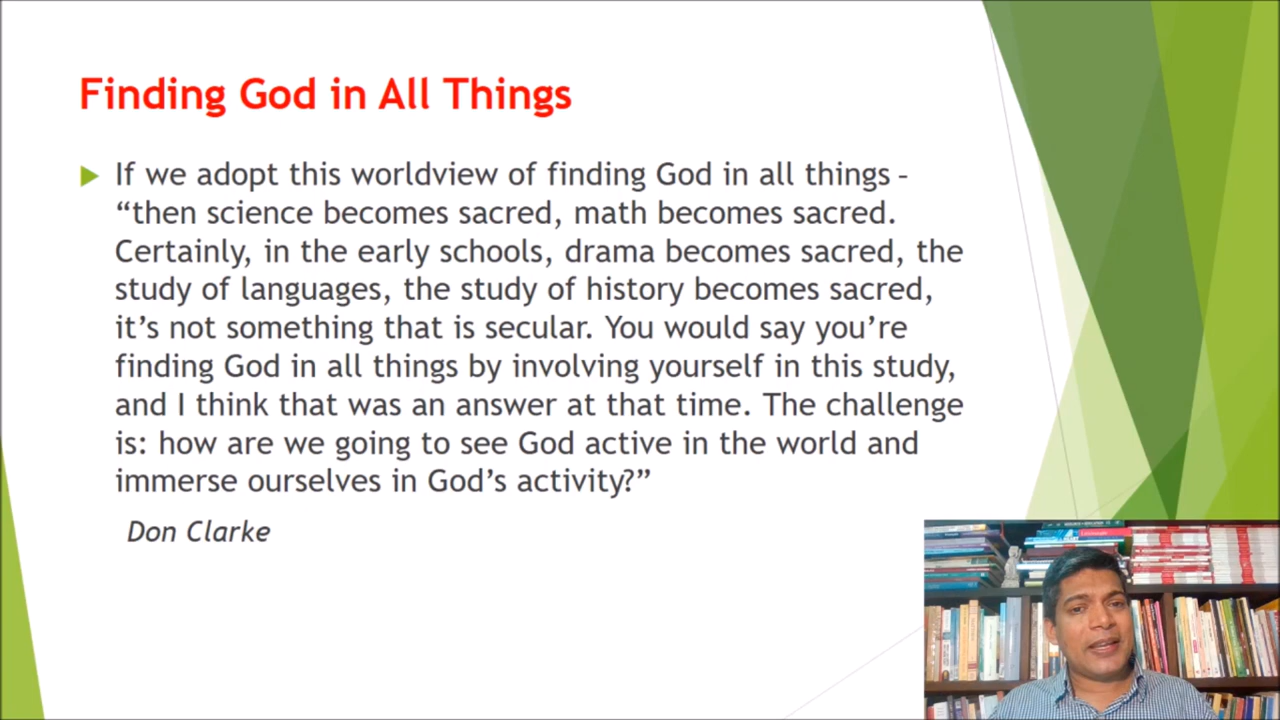 Finding God in All Things
If we adopt this worldview of finding God in all things –
“then science becomes sacred, math becomes sacred.
Certainly, in the early schools, drama becomes sacred, the
study of languages, the study of history becomes sacred,
it’s not something that is secular. You would say you’re
finding God in all things by involving yourself in this study,
and I think that was an answer at that time. The challenge
is: how are we going to see God active in the world and
immerse ourselves in God’s activity?”
Don Clarke